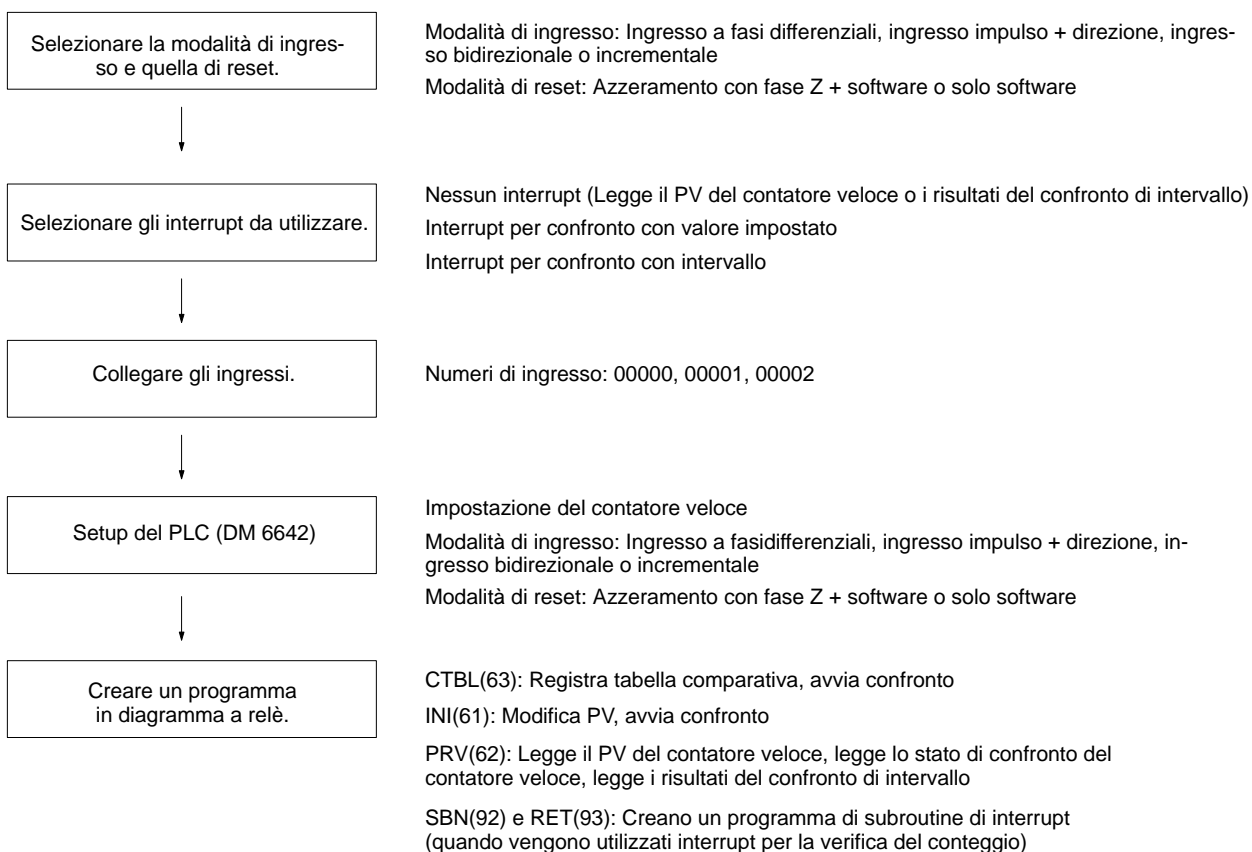 Selezionare la modalità di ingres-
so e quella di reset.
Modalità di ingresso: Ingresso a fasi differenziali, ingresso impulso + direzione, ingres-
so bidirezionale o incrementale
Modalità di reset: Azzeramento con fase Z + software o solo software
Selezionare gli interrupt da utilizzare.
Nessun interrupt (Legge il PV del contatore veloce o i risultati del confronto di intervallo)
Interrupt per confronto con valore impostato
Interrupt per confronto con intervallo
Collegare gli ingressi.
Numeri di ingresso: 00000, 00001, 00002
Setup del PLC (DM 6642)
Impostazione del contatore veloce
Modalità di ingresso: Ingresso a fasidifferenziali, ingresso impulso + direzione, in-
gresso bidirezionale o incrementale
Modalità di reset: Azzeramento con fase Z + software o solo software
Creare un programma
in diagramma a relè.
CTBL(63): Registra tabella comparativa, avvia confronto
INI(61): Modifica PV, avvia confronto
PRV(62): Legge il PV del contatore veloce, legge lo stato di confronto del
contatore veloce, legge i risultati del confronto di intervallo
SBN(92) e RET(93): Creano un programma di subroutine di interrupt
(quando vengono utilizzati interrupt per la verifica del conteggio)